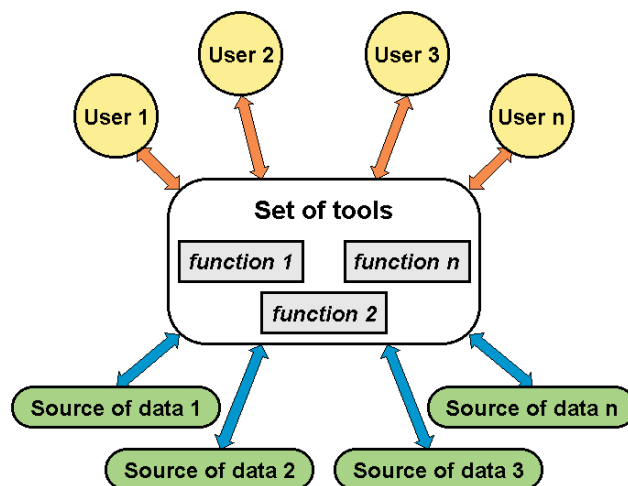 User 1
User 2
User 3
User n
Set of tools
function 1
function n
function 2
Source of data 1
Source of data n
Source of data 2
Source of data 3